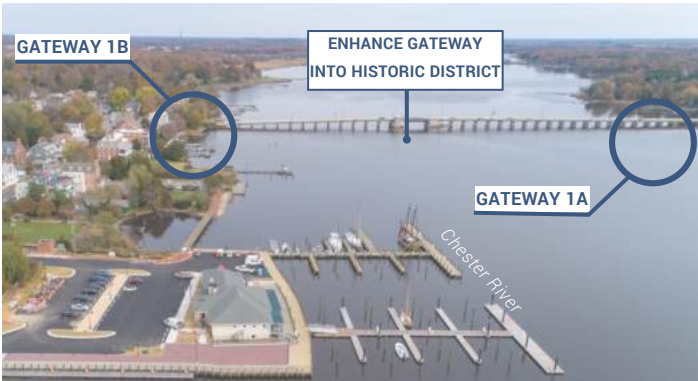 GATEWAY 1B
ENHANCE GATEWAY
INTO HISTORIC DISTRICT
GATEWAY 1A
Chester River